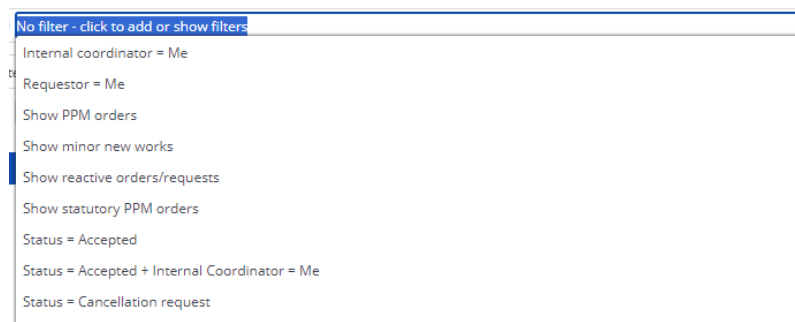 No filter - click to add or show filters
Internal coordinator = Me
Requestor = Me
Show PPM orders
Show minor new works
Show reactive orders/requests
Show statutory PPM orders
Status = Accepted
Status = Accepted + Internal Coordinator = Me
Status = Cancellation request